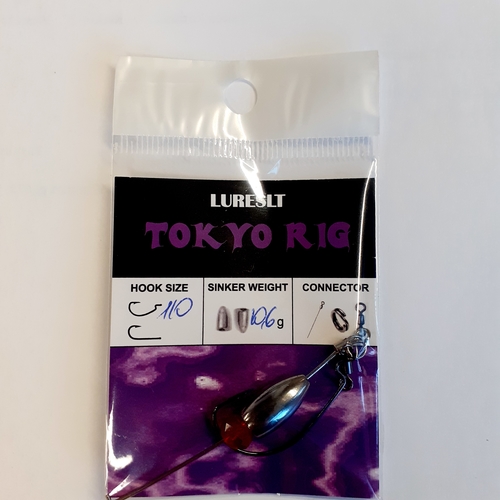 LURESLT
TOKYO RIG
HOOK SIZE SINKER WEIGHT CONNECTOR
1/0 10,6 g